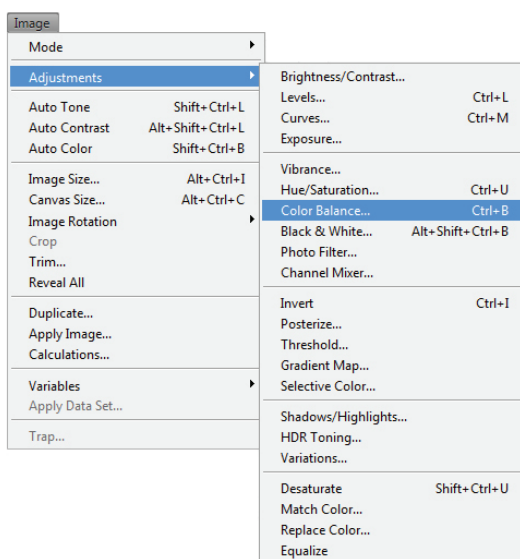 Image
Mode
Adjustments
Auto Tone Shift+Ctrl+L
Auto Contrast Alt+Shift+Ctrl+L
Auto Color Shift+Ctrl+B
Image Size... Alt+Ctrl+I
Canvas Size... Alt+Ctrl+C
Image Rotation
Crop
Trim...
Reveal All
Duplicate...
Apply Image...
Calculations...
Variables
Apply Data Set...
Trap...
Brightness/Contrast...
Levels... Ctrl+L
Curves... Ctrl+M
Exposure...
Vibrance...
Hue/Saturation... Ctrl+U
Color Balance... Ctrl+B
Black & White... Alt+Shift+Ctrl+B
Photo Filter...
Channel Mixer...
Invert Ctrl+I
Posterize...
Threshold...
Gradient Map...
Selective Color...
Shadows/Highlights...
HDR Toning...
Variations...
Desaturate Shift+Ctrl+U
Match Color...
Replace Color...
Equalize